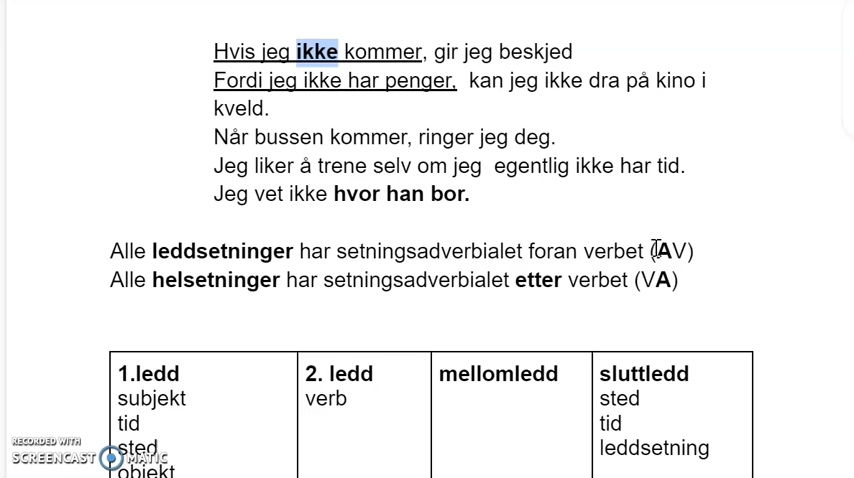 Hvis jeg ikke kommer, gir jeg beskjed
Fordi jeg ikke har penger,  kan jeg ikke dra på kino i
kveld.
Når bussen kommer, ringer jeg deg.
Jeg liker å trene selv om jeg  egentlig ikke har tid.
Jeg vet ikke hvor han bor.
Alle leddsetninger har setningsadverbialet foran verbet (AV)
Alle helsetninger har setningsadverbialet etter verbet (VA)
1.ledd
subjekt
tid
sted
objekt
2. ledd
verb
mellomledd
sluttledd
sted
tid
leddsetning
RECORDED WITH
SCREENCAST MATIC